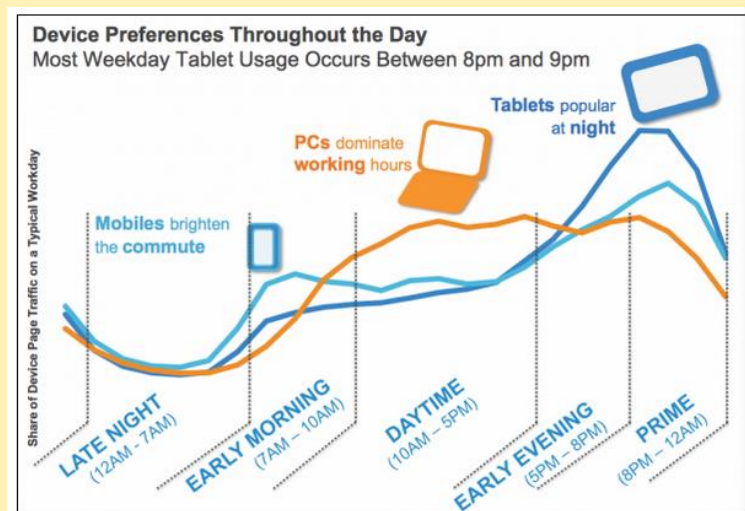 Device Preferences Throughout the Day
Most Weekday Tablet Usage Occurs Between 8pm and 9pm
Tablets popular
at night
PCs dominate
working hours
Mobiles brighten
the commute
Share of Device Page Traffic on a Typical Workday
LATE NIGHT
(12AM - 7AM)
EARLY MORNING
(7AM – 10AM)
DAYTIME
(10AM – 5PM)
EARLY EVENING
(5PM – 8PM)
PRIME
(8PM – 12AM)